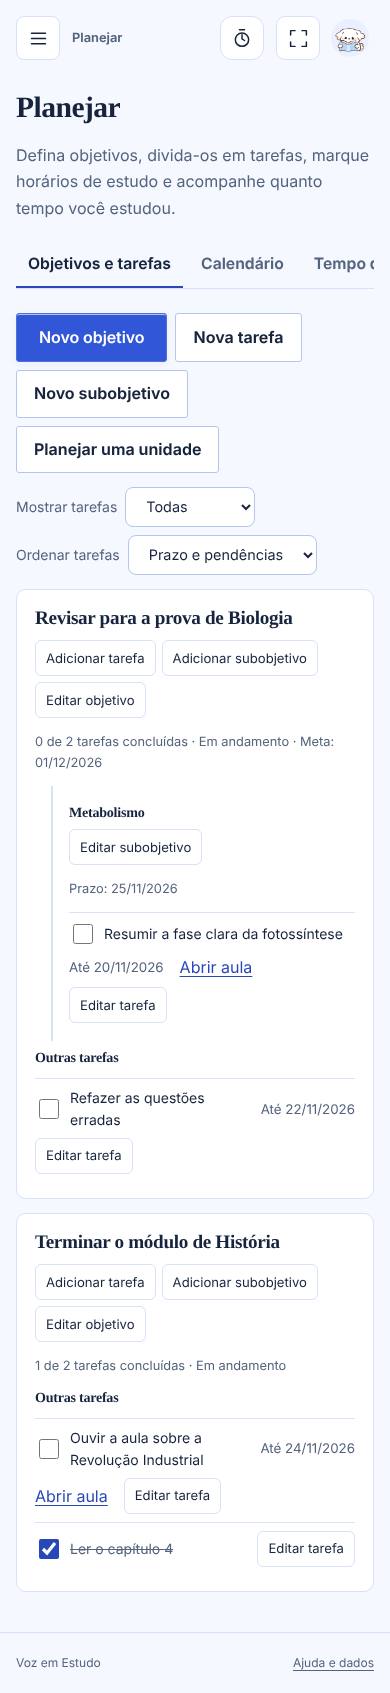 Planejar
Planejar
Defina objetivos, divida-os em tarefas, marque
horários de estudo e acompanhe quanto
tempo você estudou.
Objetivos e tarefas Calendário Tempo
Novo objetivo Nova tarefa
Novo subobjetivo
Planejar uma unidade
Mostrar tarefas Todas
Ordenar tarefas Prazo e pendências
Revisar para a prova de Biologia
Adicionar tarefa Adicionar subobjetivo
Editar objetivo
0 de 2 tarefas concluídas · Em andamento · Meta:
01/12/2026
Metabolismo
Editar subobjetivo
Prazo: 25/11/2026
Resumir a fase clara da fotossíntese
Até 20/11/2026 Abrir aula
Editar tarefa
Outras tarefas
Refazer as questões
erradas
Até 22/11/2026
Editar tarefa
Terminar o módulo de História
Adicionar tarefa Adicionar subobjetivo
Editar objetivo
1 de 2 tarefas concluídas · Em andamento
Outras tarefas
Ouvir a aula sobre a
Revolução Industrial
Até 24/11/2026
Abrir aula Editar tarefa
Ler o capítulo 4 Editar tarefa
Voz em Estudo Ajuda e dados